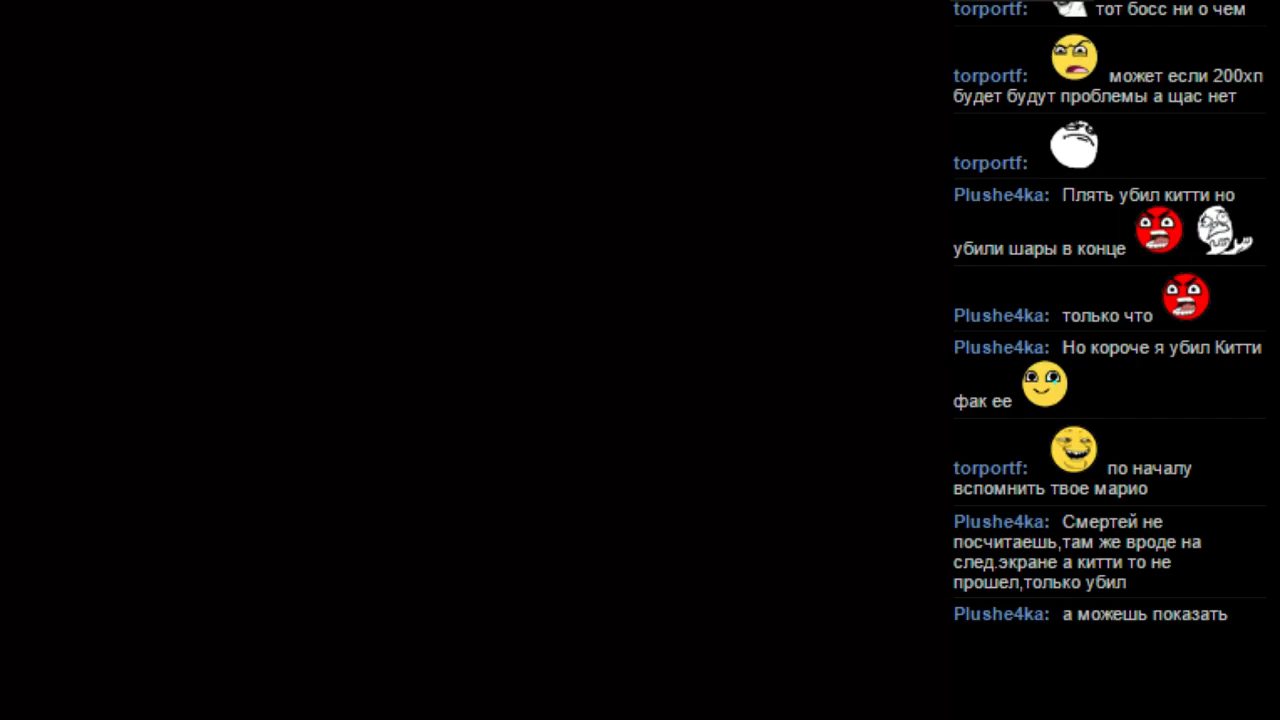 torportf: тот босс ни о чем
torportf: может если 200хп
будет будут проблемы а щас нет
torportf:
Plushe4ka: Плять убил китти но
убили шары в конце
Plushe4ka: только что
Plushe4ka: Но короче я убил Китти
фак ее
torportf: по началу
вспомнить твое марио
Plushe4ka: Смертей не
посчитаешь,там же вроде на
след.экране а китти то не
прошел,только убил
Plushe4ka: а можешь показать